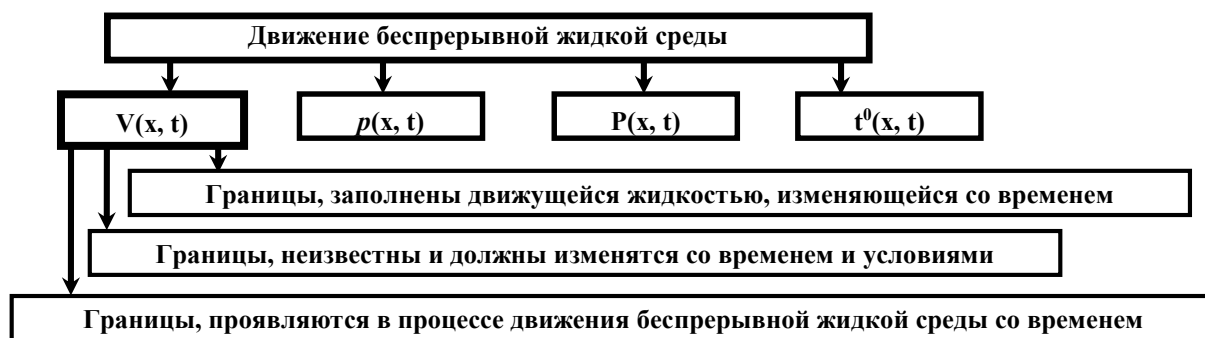 Движение беспрерывной жидкой среды
V(x, t)
p(x, t)
P(x, t)
t⁰(x, t)
Границы, заполнены движущейся жидкостью, изменяющейся со временем
Границы, неизвестны и должны изменятся со временем и условиями
Границы, проявляются в процессе движения беспрерывной жидкой среды со временем